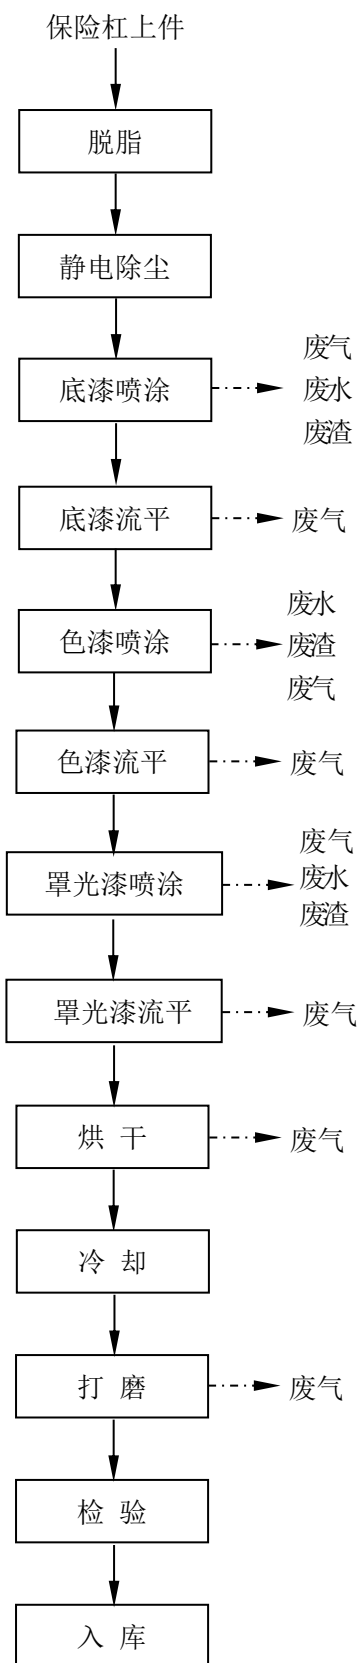 保险杠上件
脱脂
静电除尘
废气
底漆喷涂
废水
废渣
底漆流平
废气
废水
色漆喷涂
废渣
废气
色漆流平
废气
废气
罩光漆喷涂
废水
废渣
罩光漆流平
废气
烘 干
废气
冷 却
打 磨
废气
检 验
入 库